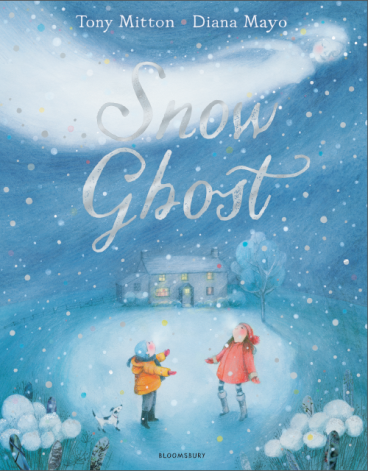 Tony Mitton • Diana Mayo
Snow
Ghost
BLOOMSBURY